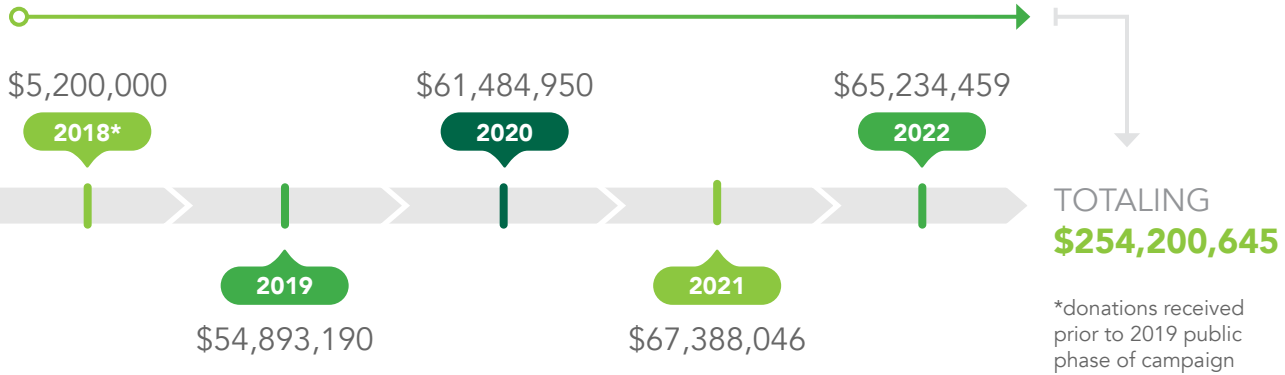 $5,200,000
2018*
$54,893,190
2019
$61,484,950
2020
$67,388,046
2021
$65,234,459
2022
TOTALING
$254,200,645
*donations received
prior to 2019 public
phase of campaign